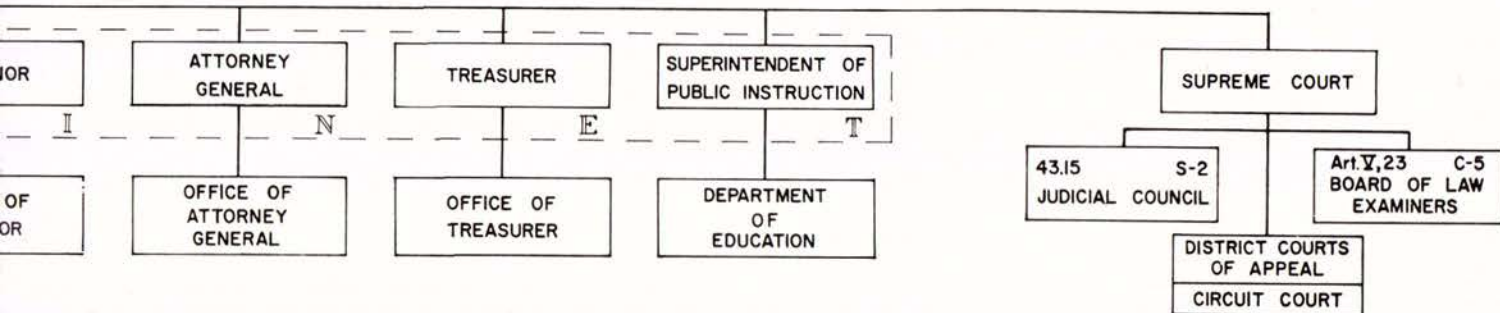 NOR
ATTORNEY
GENERAL
TREASURER
SUPERINTENDENT OF
PUBLIC INSTRUCTION
SUPREME COURT
I N E T
OF
OR
OFFICE OF
ATTORNEY
GENERAL
OFFICE OF
TREASURER
DEPARTMENT
OF
EDUCATION
43.15 S-2
JUDICIAL COUNCIL
Art. V, 23 C-5
BOARD OF LAW
EXAMINERS
DISTRICT COURTS
OF APPEAL
CIRCUIT COURT